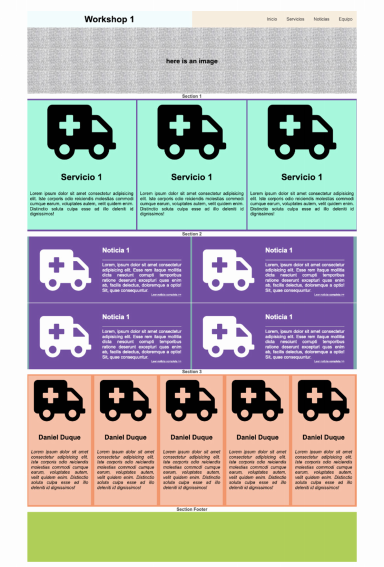 Workshop 1
Inicio Servicios Noticias Equipo
here is an image
Section 1
Servicio 1 Servicio 1 Servicio 1
Lorem ipsum dolor sit amet consectetur adipisicing
elit. Iste corporis odio reiciendis molestias commodi
cumque earum, voluptates autem, velit quidem enim.
Distinctio soluta culpa esse ad illo deleniti id
dignissimos!
Lorem ipsum dolor sit amet consectetur adipisicing
elit. Iste corporis odio reiciendis molestias commodi
cumque earum, voluptates autem, velit quidem enim.
Distinctio soluta culpa esse ad illo deleniti id
dignissimos!
Lorem ipsum dolor sit amet consectetur adipisicing
elit. Iste corporis odio reiciendis molestias commodi
cumque earum, voluptates autem, velit quidem enim.
Distinctio soluta culpa esse ad illo deleniti id
dignissimos!
Section 2
Noticia 1
Lorem, ipsum dolor sit amet consectetur
adipisicing elit. Rem eem itaque mollitia
dicta nesciunt corrupti temporibus
ratione deserunt excepturi quas enim
ab, facilis delectus, doloremque a optio!
Sit, quae consequuntur.
Noticia 1
Lorem, ipsum dolor sit amet consectetur
adipisicing elit. Rem eem itaque mollitia
dicta nesciunt corrupti temporibus
ratione deserunt excepturi quas enim
ab, facilis delectus, doloremque a optio!
Sit, quae consequuntur.
Noticia 1
Lorem, ipsum dolor sit amet consectetur
adipisicing elit. Rem eem itaque mollitia
dicta nesciunt corrupti temporibus
ratione deserunt excepturi quas enim
ab, facilis delectus, doloremque a optio!
Sit, quae consequuntur.
Noticia 1
Lorem, ipsum dolor sit amet consectetur
adipisicing elit. Rem eem itaque mollitia
dicta nesciunt corrupti temporibus
ratione deserunt excepturi quas enim
ab, facilis delectus, doloremque a optio!
Sit, quae consequuntur.
Section 3
Daniel Duque Daniel Duque Daniel Duque Daniel Duque Daniel Duque
Lorem ipsum dolor sit amet
consectetur adipisicing elit.
Iste corporis odio reiciendis
molestias commodi cumque
earum, voluptates autem,
velit quidem enim. Distinctio
soluta culpa esse ad illo
deleniti id dignissimos!
Lorem ipsum dolor sit amet
consectetur adipisicing elit.
Iste corporis odio reiciendis
molestias commodi cumque
earum, voluptates autem,
velit quidem enim. Distinctio
soluta culpa esse ad illo
deleniti id dignissimos!
Lorem ipsum dolor sit amet
consectetur adipisicing elit.
Iste corporis odio reiciendis
molestias commodi cumque
earum, voluptates autem,
velit quidem enim. Distinctio
soluta culpa esse ad illo
deleniti id dignissimos!
Lorem ipsum dolor sit amet
consectetur adipisicing elit.
Iste corporis odio reiciendis
molestias commodi cumque
earum, voluptates autem,
velit quidem enim. Distinctio
soluta culpa esse ad illo
deleniti id dignissimos!
Lorem ipsum dolor sit amet
consectetur adipisicing elit.
Iste corporis odio reiciendis
molestias commodi cumque
earum, voluptates autem,
velit quidem enim. Distinctio
soluta culpa esse ad illo
deleniti id dignissimos!
Section Footer